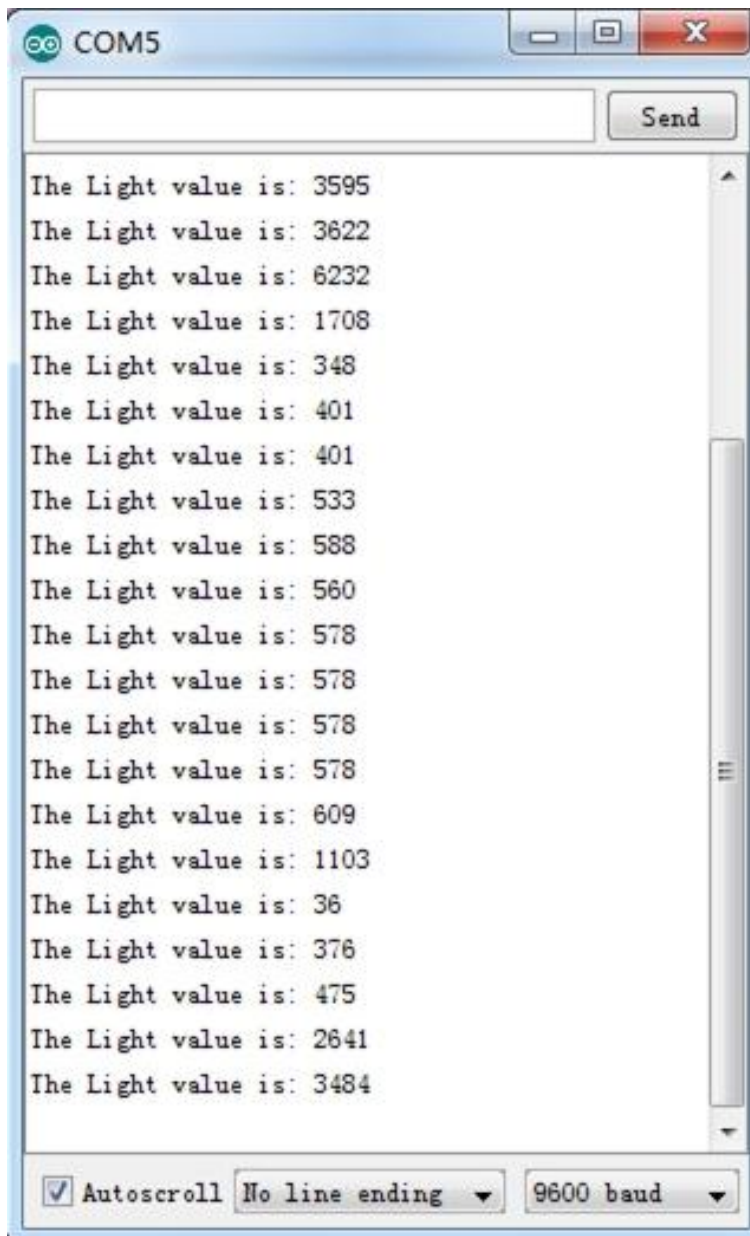 COM5
Send
The Light value is: 3595
The Light value is: 3622
The Light value is: 6232
The Light value is: 1708
The Light value is: 348
The Light value is: 401
The Light value is: 401
The Light value is: 533
The Light value is: 588
The Light value is: 560
The Light value is: 578
The Light value is: 578
The Light value is: 578
The Light value is: 578
The Light value is: 609
The Light value is: 1103
The Light value is: 36
The Light value is: 376
The Light value is: 475
The Light value is: 2641
The Light value is: 3484
Autoscroll No line ending 9600 baud